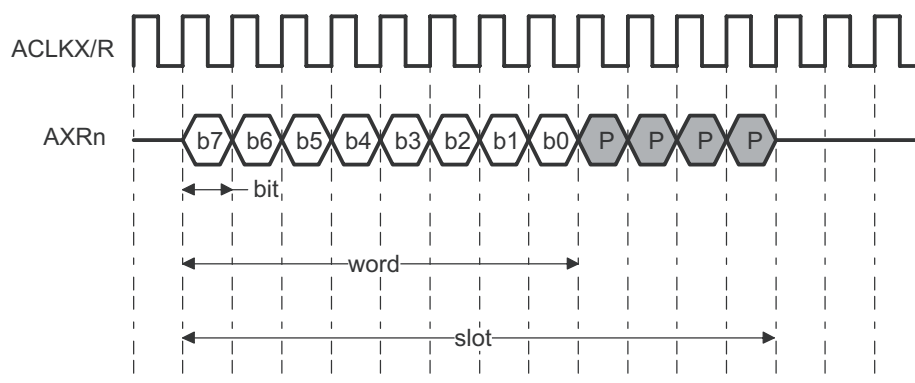 ACLKX/R
AXRn b7 b6 b5 b4 b3 b2 b1 b0 P P P P
bit
word
slot